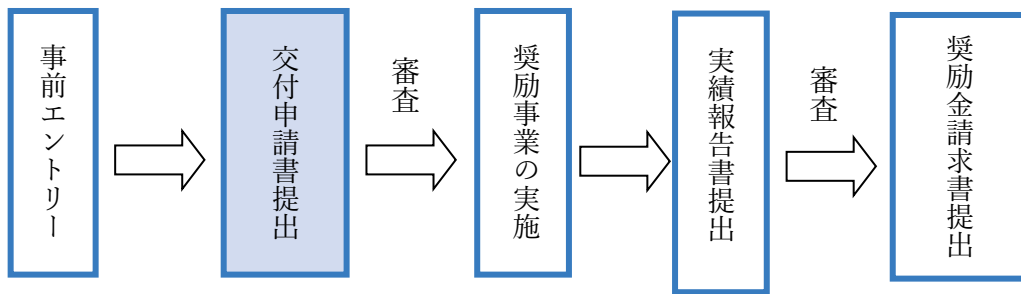 事前エントリー
交付申請書提出
審査
奨励事業の実施
実績報告書提出
審査
奨励金請求書提出